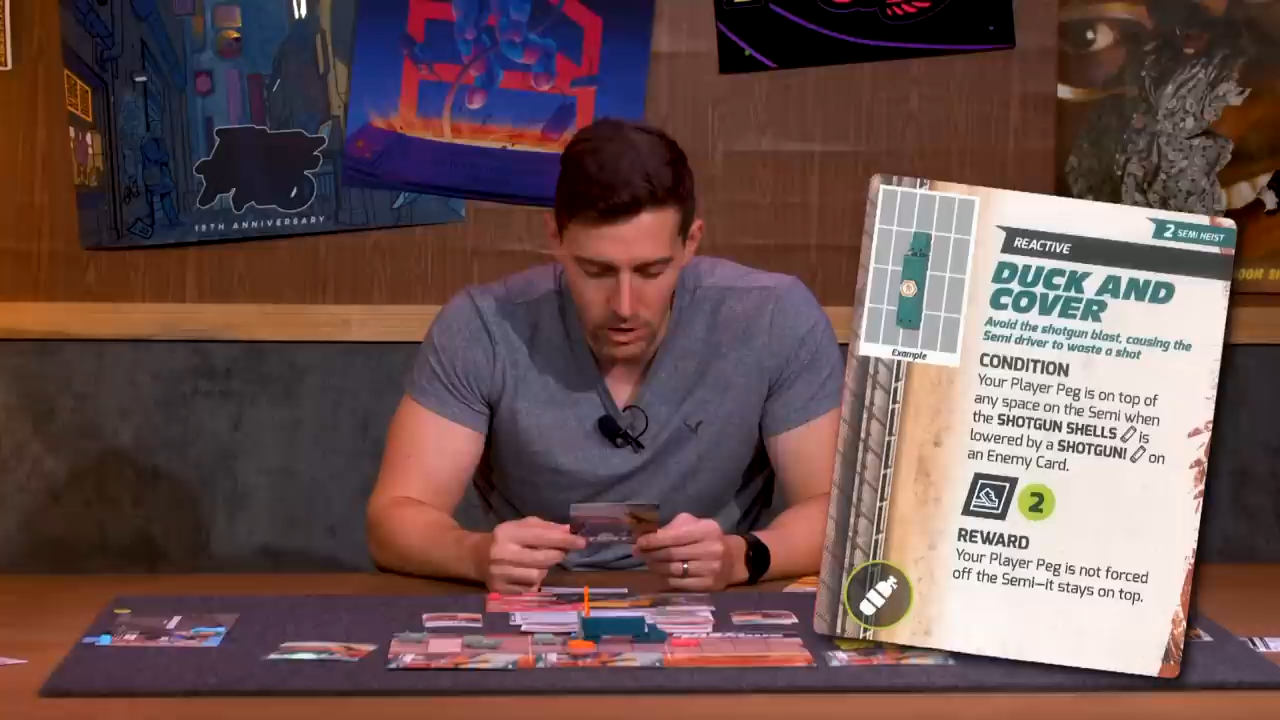 15TH ANNIVERSARY
2 SEMI HEIST
REACTIVE
DUCK AND
COVER
Avoid the shotgun blast, causing the
Semi driver to waste a shot
Example
CONDITION
Your Player Peg is on top of
any space on the Semi when
the SHOTGUN SHELLS is
lowered by a SHOTGUN! on
an Enemy Card.
2
REWARD
Your Player Peg is not forced
off the Semi—it stays on top.